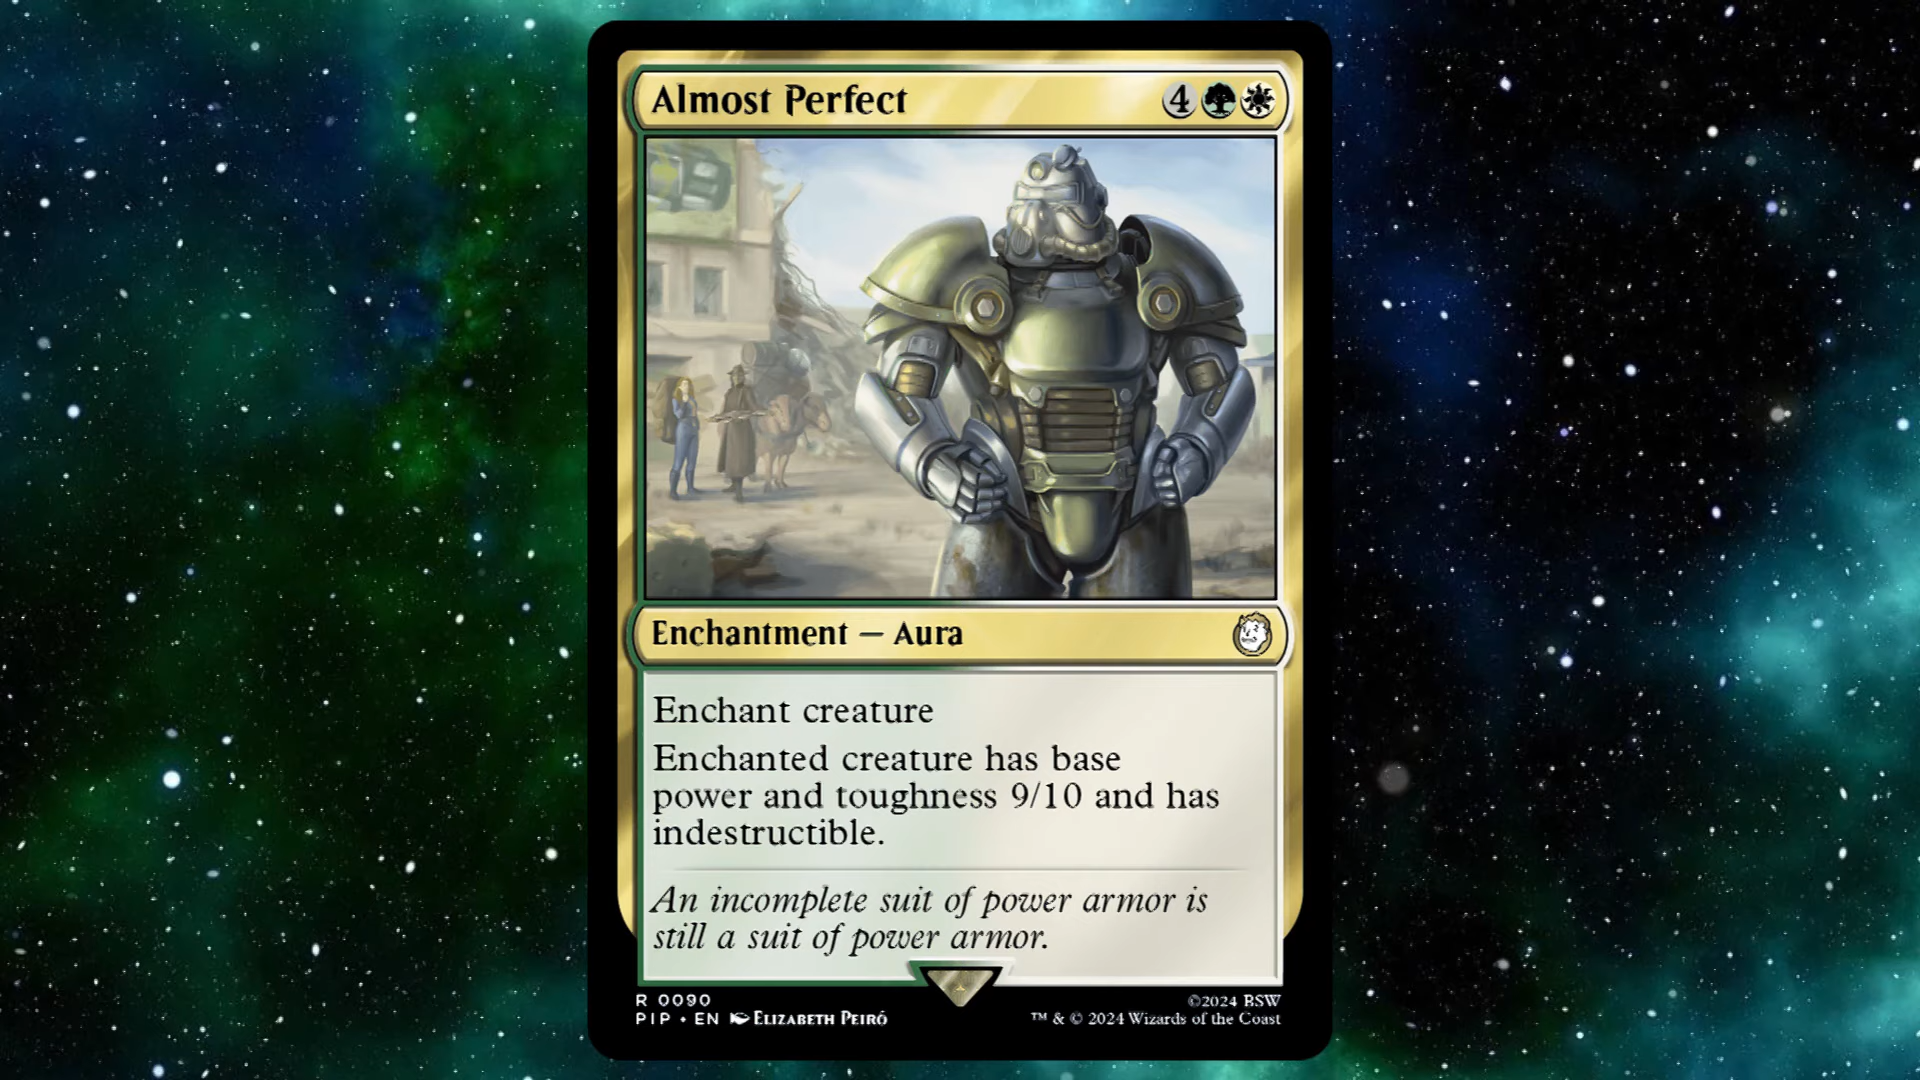 Almost Perfect 4
Enchantment — Aura
Enchant creature
Enchanted creature has base
power and toughness 9/10 and has
indestructible.
An incomplete suit of power armor is
still a suit of power armor.
R 0090
PIP • EN Elizabeth Peiró
©2024 BSW
™ & © 2024 Wizards of the Coast